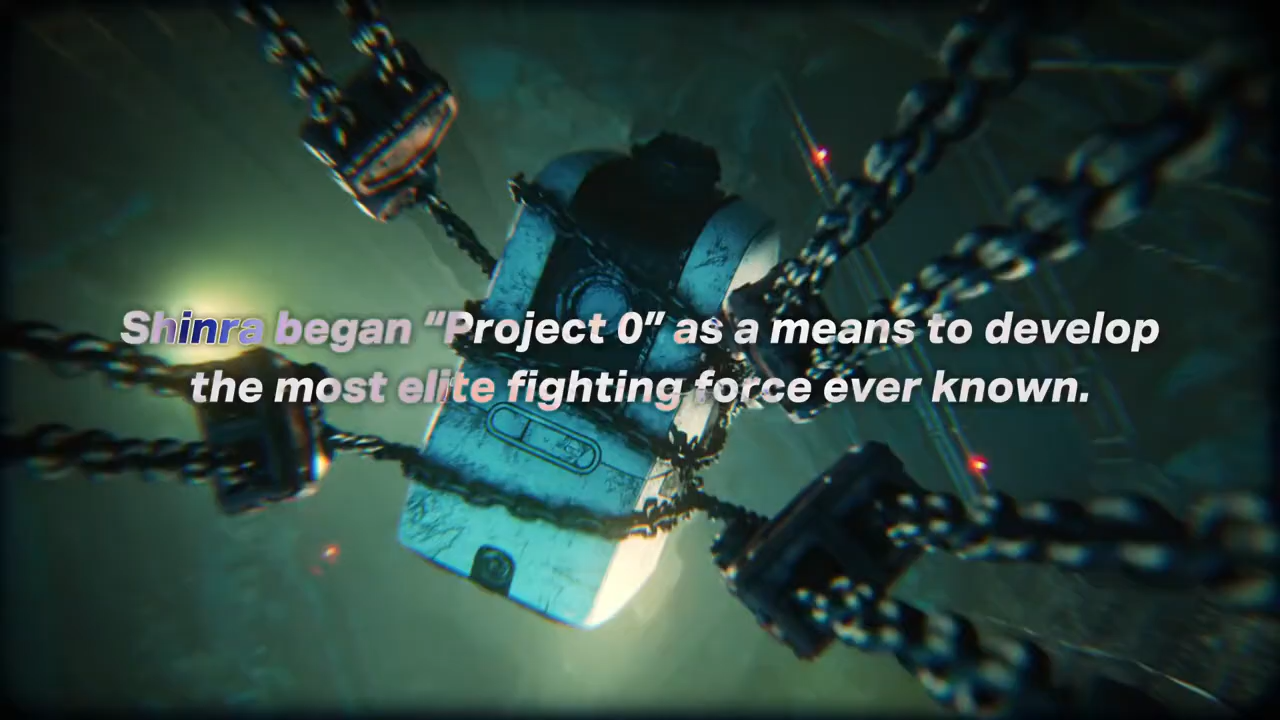 Shinra began “Project 0” as a means to develop
the most elite fighting force ever known.